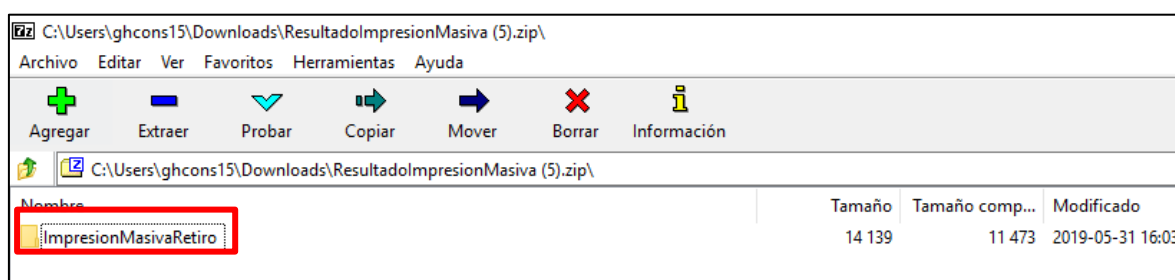 C:\Users\ghcons15\Downloads\ResultadoImpresionMasiva (5).zip\
Archivo Editar Ver Favoritos Herramientas Ayuda
Agregar Extraer Probar Copiar Mover Borrar Información
C:\Users\ghcons15\Downloads\ResultadoImpresionMasiva (5).zip\
Nombre Tamaño Tamaño comp... Modificado
ImpresionMasivaRetiro 14 139 11 473 2019-05-31 16:03